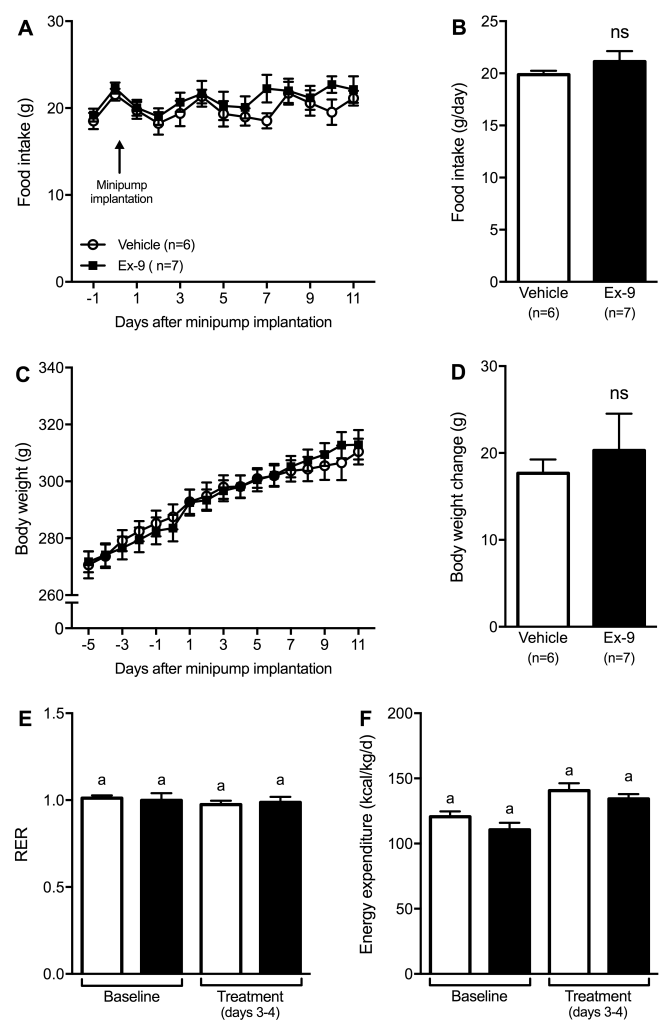 A
Food intake (g)
30
20
10
0
Minipump
implantation
Vehicle (n=6)
Ex-9 ( n=7)
-1 1 3 5 7 9 11
Days after minipump implantation
B
Food intake (g/day)
25
20
15
10
5
0
ns
Vehicle Ex-9
(n=6) (n=7)
C
Body weight (g)
340
320
300
280
260
0
-5 -3 -1 1 3 5 7 9 11
Days after minipump implantation
D
Body weight change (g)
30
20
10
0
ns
Vehicle Ex-9
(n=6) (n=7)
E
RER
1.5
1.0
0.5
0.0
a a a a
Baseline Treatment
(days 3-4)
F
Energy expenditure (kcal/kg/d)
200
150
100
50
0
a a a a
Baseline Treatment
(days 3-4)